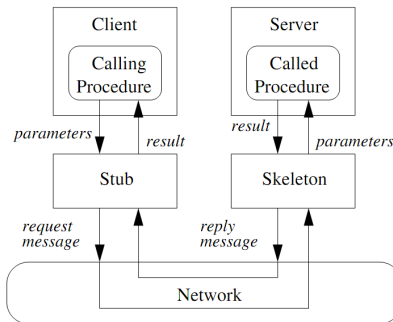 Client
Server
Calling
Procedure
Called
Procedure
parameters
result
result
parameters
Stub
Skeleton
request
message
reply
message
Network